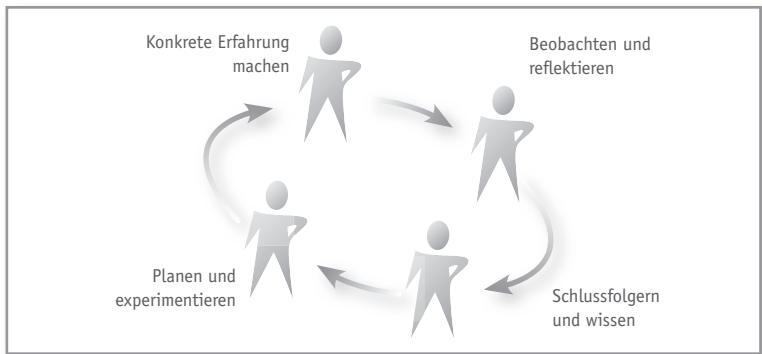 Konkrete Erfahrung
machen
Beobachten und
reflektieren
Schlussfolgern
und wissen
Planen und
experimentieren